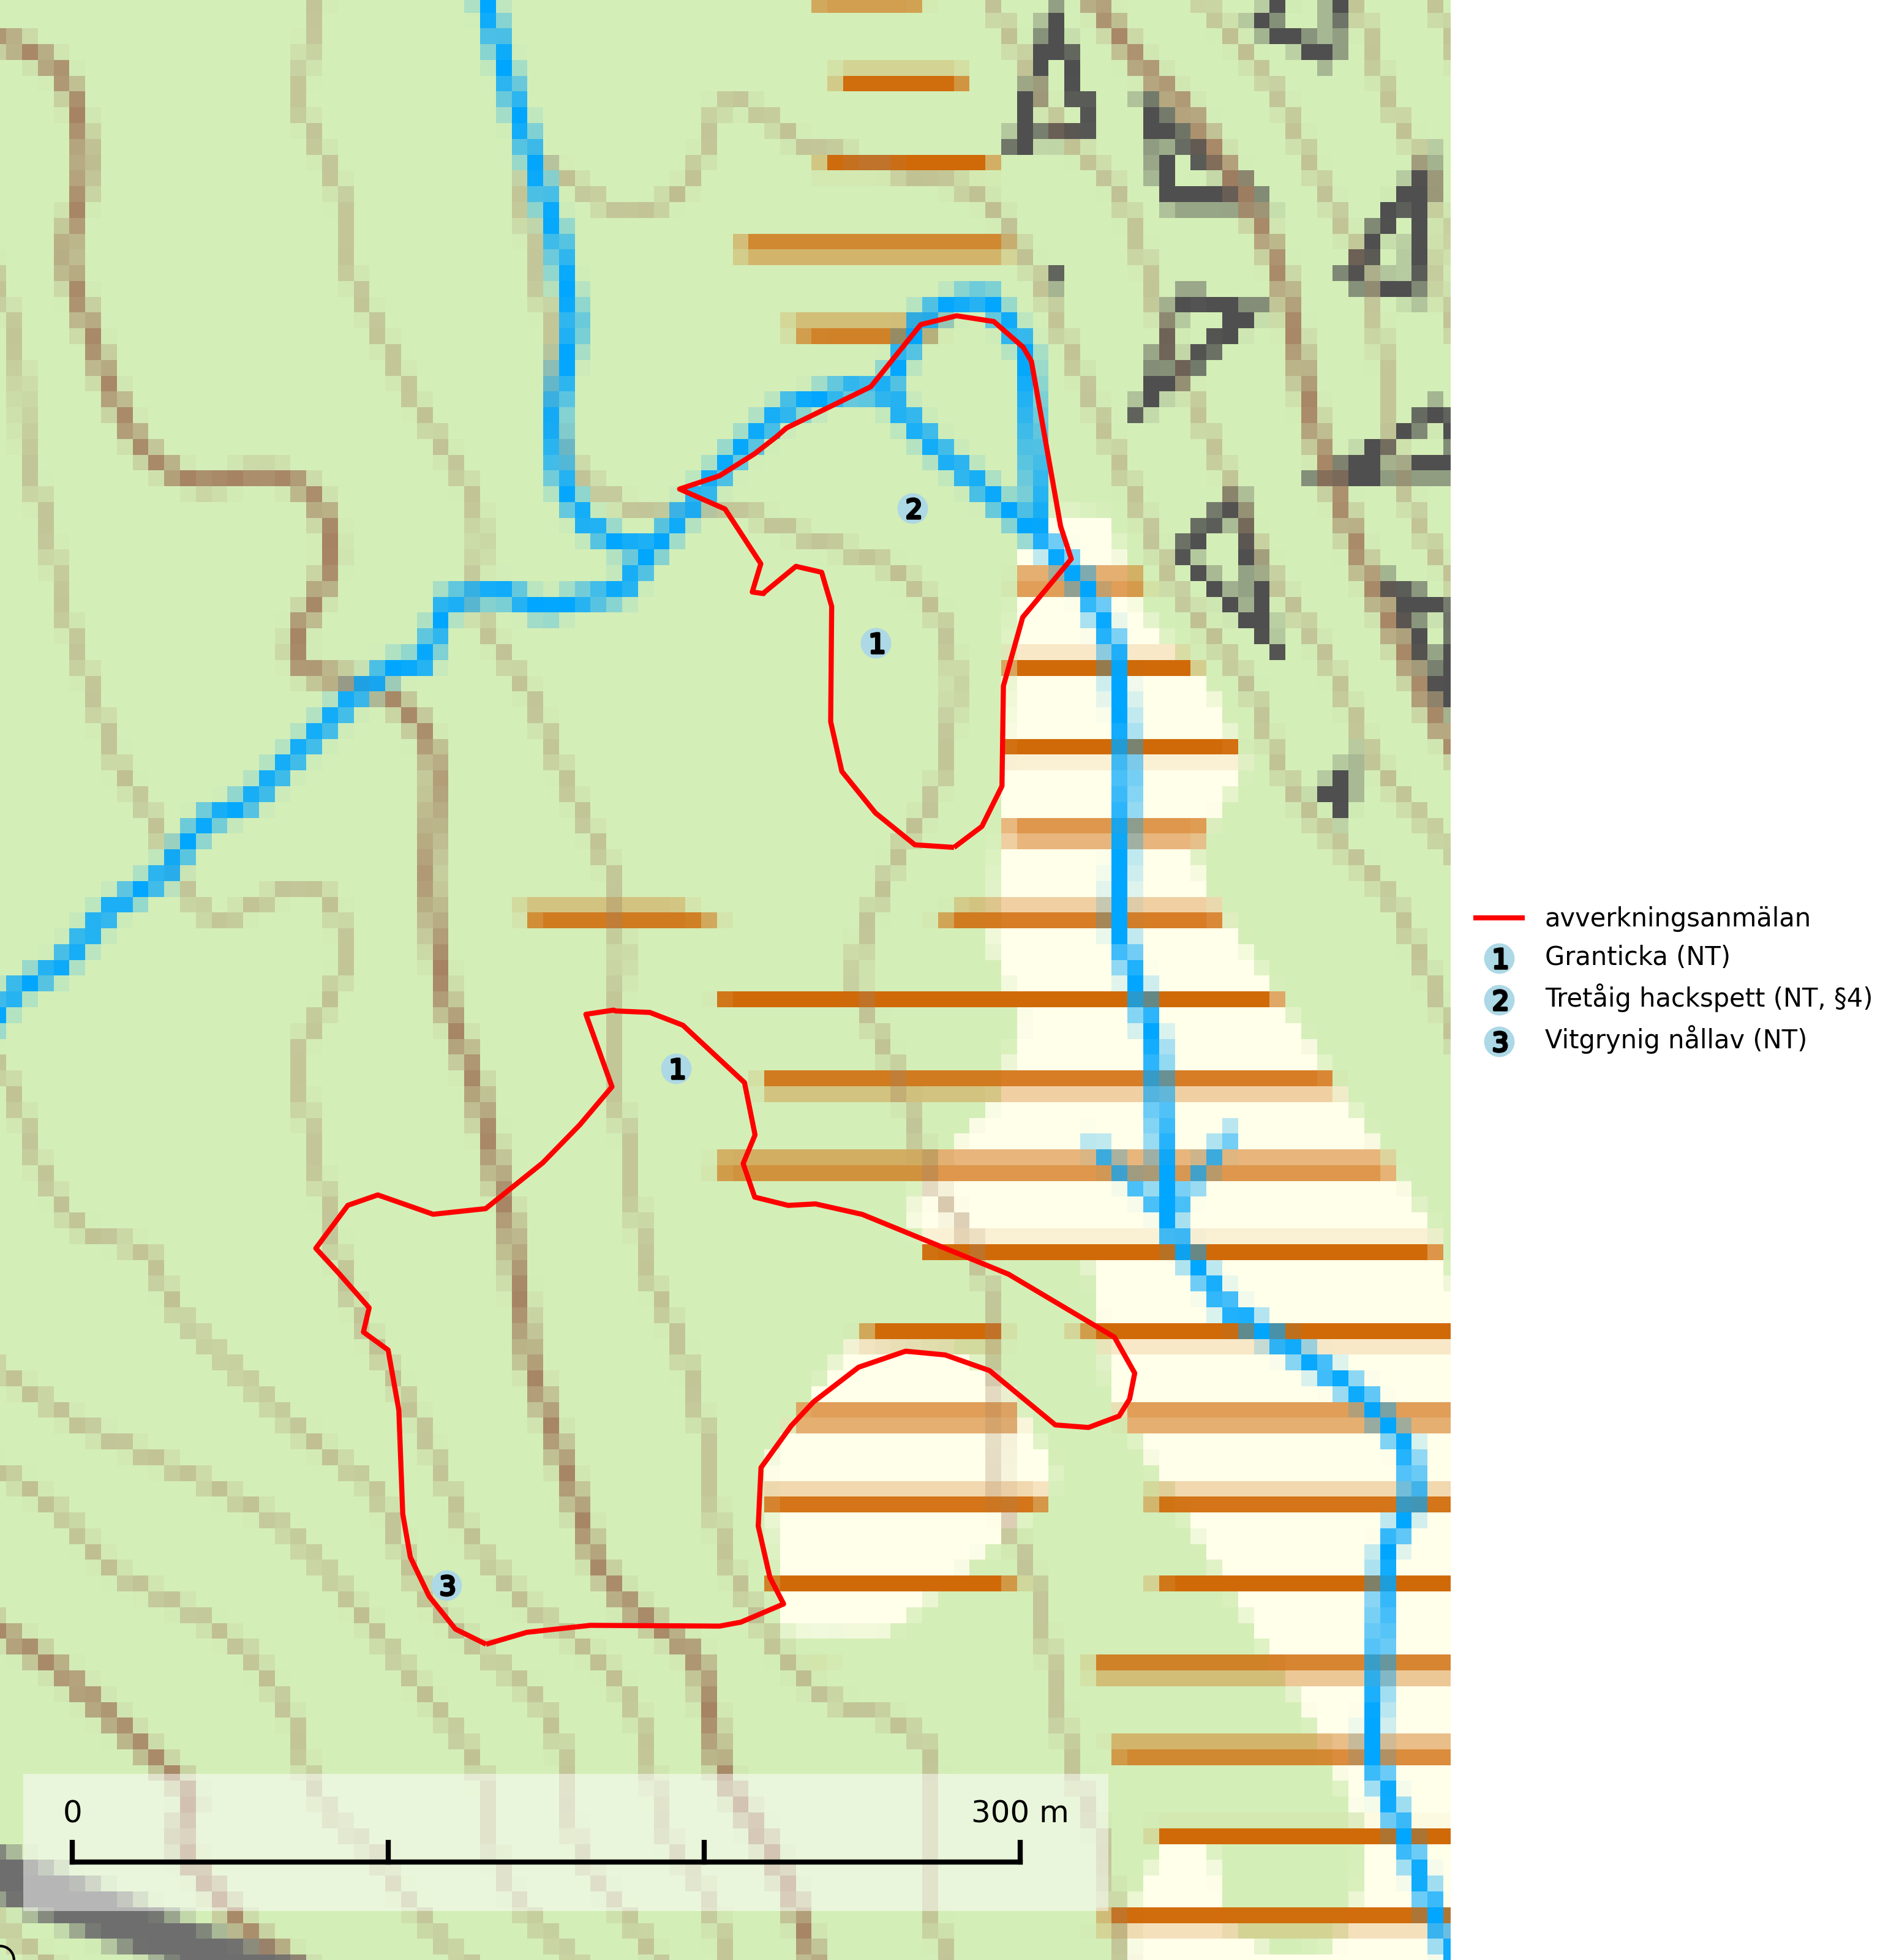 2
1
1
3
avverkningsanmälan
1 Granticka (NT)
2 Tretåig hackspett (NT, §4)
3 Vitgrynig nållav (NT)
0 300 m